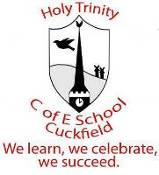 Holy Trinity
C of E School
Cuckfield
We learn, we celebrate,
we succeed.